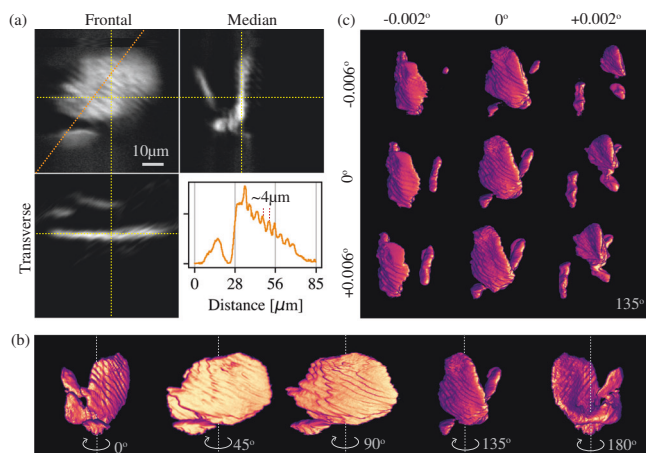 (a) Frontal Median
10μm
Transverse
~4μm
0 28 56 85
Distance [μm]
(c) -0.002° 0° +0.002°
-0.006°
0°
+0.006°
135°
(b)
0° 45° 90° 135° 180°